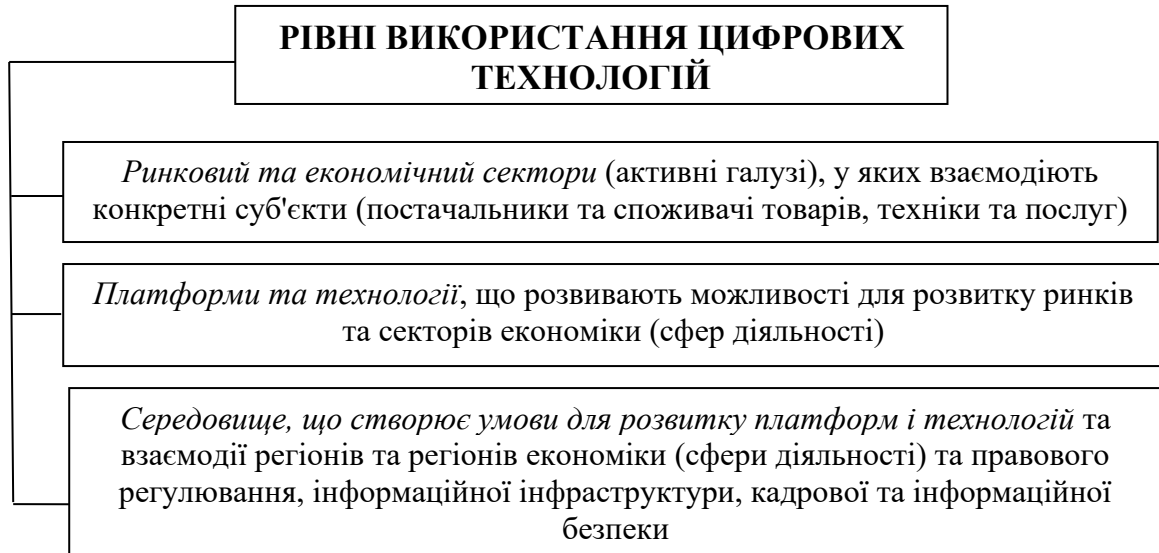 РІВНІ ВИКОРИСТАННЯ ЦИФРОВИХ
ТЕХНОЛОГІЙ
Ринковий та економічний сектори (активні галузі), у яких взаємодіють
конкретні суб'єкти (постачальники та споживачі товарів, техніки та послуг)
Платформи та технології, що розвивають можливості для розвитку ринків
та секторів економіки (сфер діяльності)
Середовище, що створює умови для розвитку платформ і технологій та
взаємодії регіонів та регіонів економіки (сфери діяльності) та правового
регулювання, інформаційної інфраструктури, кадрової та інформаційної
безпеки